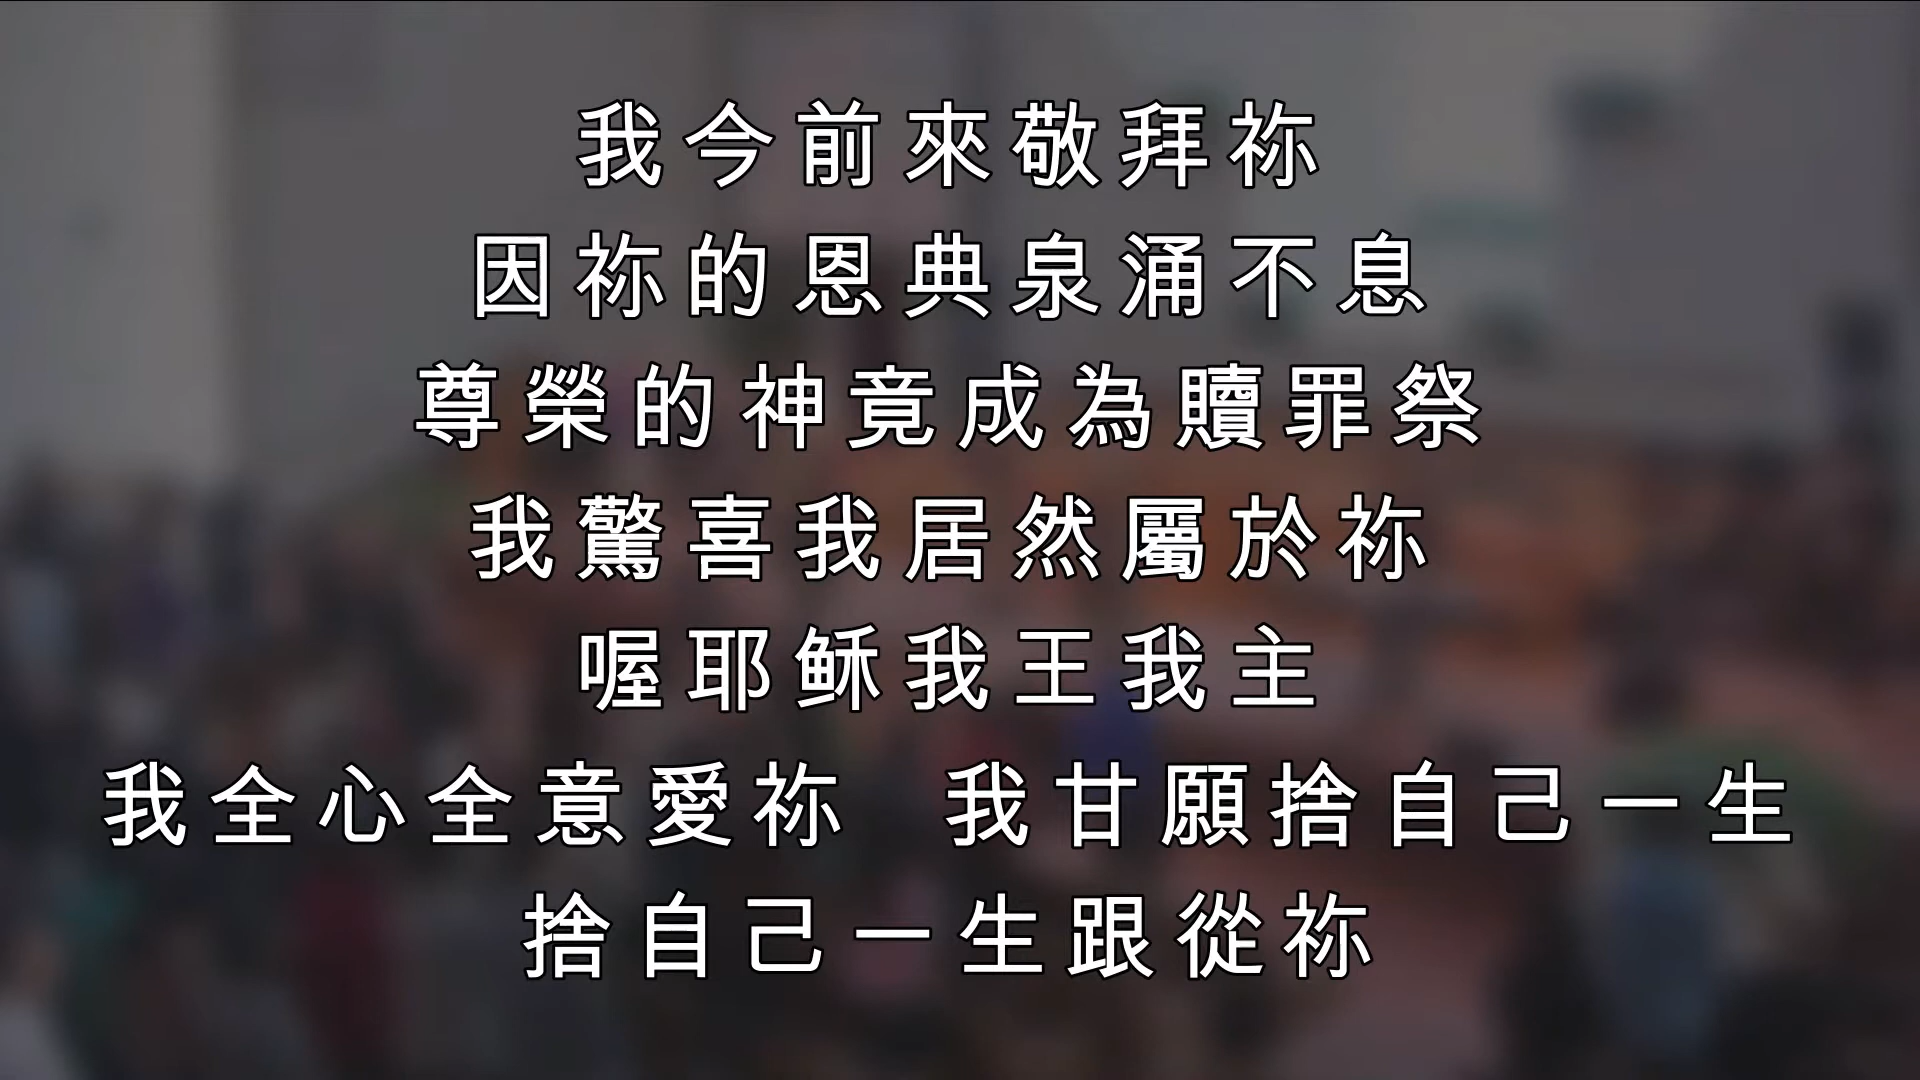 我今前來敬拜祢
因祢的恩典泉涌不息
尊榮的神竟成為贖罪祭
我驚喜我居然屬於祢
喔耶稣我王我主
我全心全意愛祢 我甘願捨自己一生
捨自己一生跟從祢